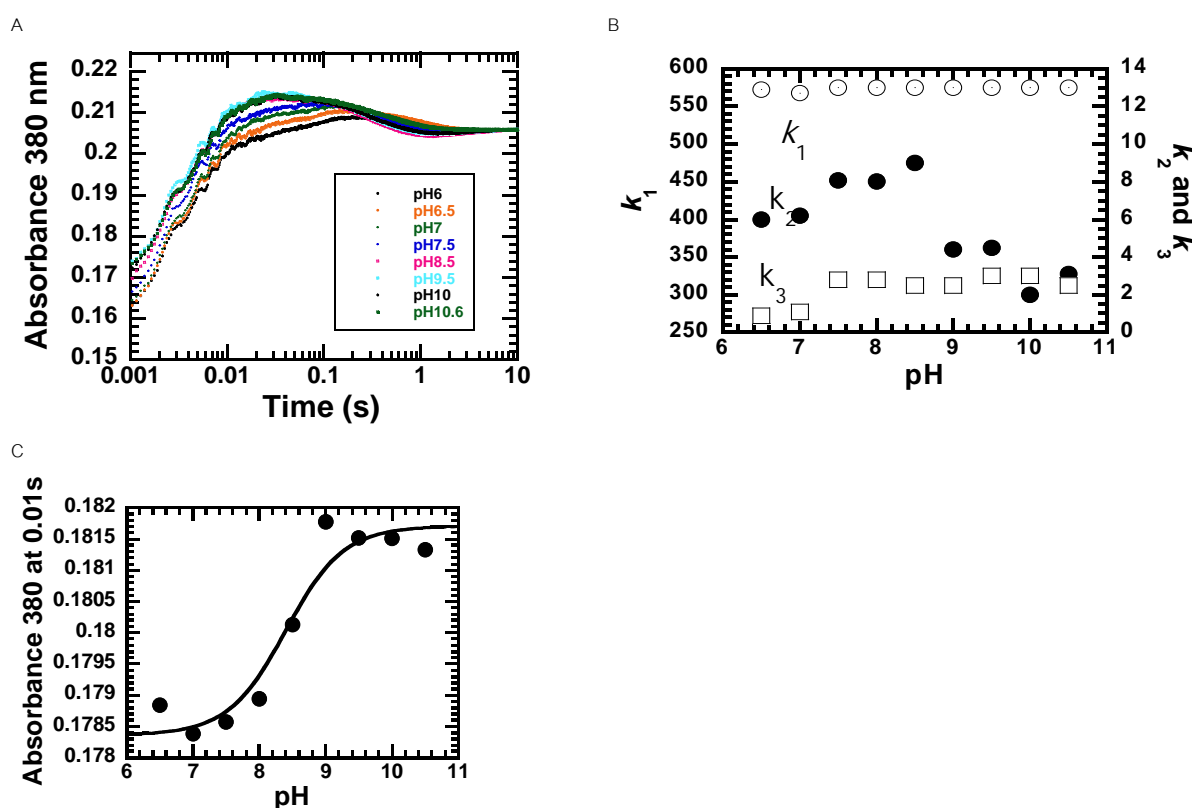 A
Absorbance 380 nm
0.22
0.21
0.2
0.19
0.18
0.17
0.16
0.15
0.001
0.01
0.1
1
10
Time (s)
pH6
pH6.5
pH7
pH7.5
pH8.5
pH9.5
pH10
pH10.6
B
k1
600
550
500
450
400
350
300
250
k1
k2
k3
14
12
10
8
6
4
2
0
k2 and k3
6
7
8
9
10
11
pH
C
Absorbance 380 at 0.01s
0.182
0.1815
0.181
0.1805
0.18
0.1795
0.179
0.1785
0.178
6
7
8
9
10
11
pH